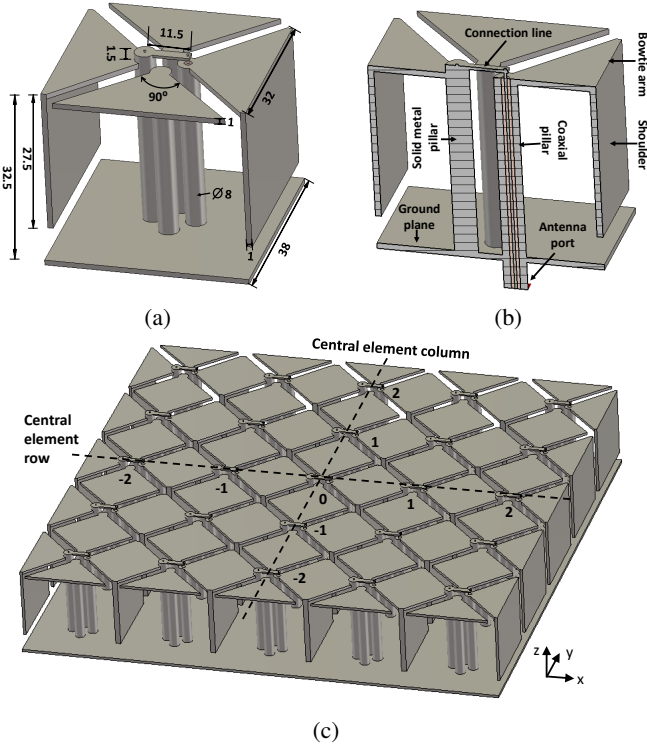 11.5
1.5
90°
32
1
32.5
27.5
Ø8
1
38
(a)
Connection line
Bowtie arm
Shoulder
Solid metal
pillar
Coaxial
pillar
Ground
plane
Antenna
port
(b)
Central element column
Central
element
row
2
1
-2
-1
0
1
2
-1
-2
z
y
x
(c)